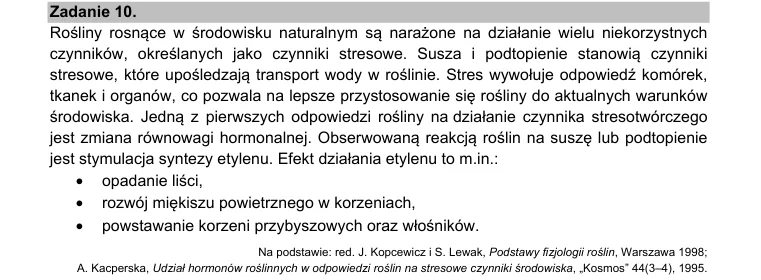 Zadanie 10.
Rośliny rosnące w środowisku naturalnym są narażone na działanie wielu niekorzystnych
czynników, określanych jako czynniki stresowe. Susza i podtopienie stanowią czynniki
stresowe, które upośledzają transport wody w roślinie. Stres wywołuje odpowiedź komórek,
tkanek i organów, co pozwala na lepsze przystosowanie się rośliny do aktualnych warunków
środowiska. Jedną z pierwszych odpowiedzi rośliny na działanie czynnika stresotwórczego
jest zmiana równowagi hormonalnej. Obserwowaną reakcją roślin na suszę lub podtopienie
jest stymulacja syntezy etylenu. Efekt działania etylenu to m.in.:
• opadanie liści,
• rozwój miękiszu powietrznego w korzeniach,
• powstawanie korzeni przybyszowych oraz włośników.
Na podstawie: red. J. Kopcewicz i S. Lewak, Podstawy fizjologii roślin, Warszawa 1998;
A. Kacperska, Udział hormonów roślinnych w odpowiedzi roślin na stresowe czynniki środowiska, „Kosmos” 44(3–4), 1995.